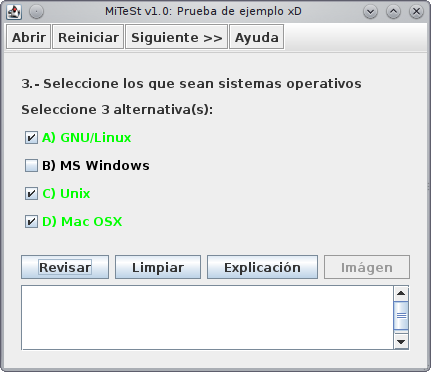 MiTeSt v1.0: Prueba de ejemplo xD
Abrir Reiniciar Siguiente >> Ayuda
3.- Seleccione los que sean sistemas operativos
Seleccione 3 alternativa(s):
A) GNU/Linux
B) MS Windows
C) Unix
D) Mac OSX
Revisar Limpiar Explicación Imágen